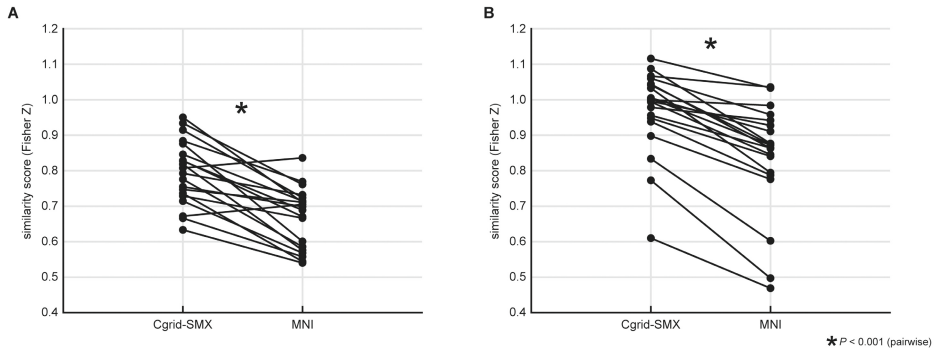 A
similarity score (Fisher Z)
1.2
1.1
1.0
0.9
0.8
0.7
0.6
0.5
0.4
Cgrid-SMX MNI
B
similarity score (Fisher Z)
1.2
1.1
1.0
0.9
0.8
0.7
0.6
0.5
0.4
Cgrid-SMX MNI
* P < 0.001 (pairwise)